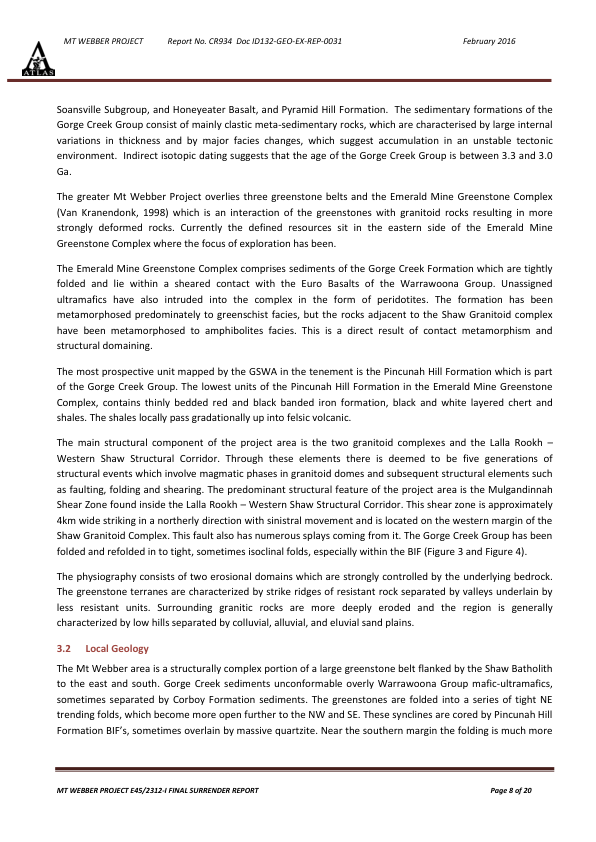 MT WEBBER PROJECT Report No. CR934 Doc ID132-GEO-EX-REP-0031 February 2016
ATLAS
Soansville Subgroup, and Honeyeater Basalt, and Pyramid Hill Formation. The sedimentary formations of the
Gorge Creek Group consist of mainly clastic meta-sedimentary rocks, which are characterised by large internal
variations in thickness and by major facies changes, which suggest accumulation in an unstable tectonic
environment. Indirect isotopic dating suggests that the age of the Gorge Creek Group is between 3.3 and 3.0
Ga.
The greater Mt Webber Project overlies three greenstone belts and the Emerald Mine Greenstone Complex
(Van Kranendonk, 1998) which is an interaction of the greenstones with granitoid rocks resulting in more
strongly deformed rocks. Currently the defined resources sit in the eastern side of the Emerald Mine
Greenstone Complex where the focus of exploration has been.
The Emerald Mine Greenstone Complex comprises sediments of the Gorge Creek Formation which are tightly
folded and lie within a sheared contact with the Euro Basalts of the Warrawoona Group. Unassigned
ultramafics have also intruded into the complex in the form of peridotites. The formation has been
metamorphosed predominately to greenschist facies, but the rocks adjacent to the Shaw Granitoid complex
have been metamorphosed to amphibolites facies. This is a direct result of contact metamorphism and
structural domaining.
The most prospective unit mapped by the GSWA in the tenement is the Pincunah Hill Formation which is part
of the Gorge Creek Group. The lowest units of the Pincunah Hill Formation in the Emerald Mine Greenstone
Complex, contains thinly bedded red and black banded iron formation, black and white layered chert and
shales. The shales locally pass gradationally up into felsic volcanic.
The main structural component of the project area is the two granitoid complexes and the Lalla Rookh –
Western Shaw Structural Corridor. Through these elements there is deemed to be five generations of
structural events which involve magmatic phases in granitoid domes and subsequent structural elements such
as faulting, folding and shearing. The predominant structural feature of the project area is the Mulgandinnah
Shear Zone found inside the Lalla Rookh – Western Shaw Structural Corridor. This shear zone is approximately
4km wide striking in a northerly direction with sinistral movement and is located on the western margin of the
Shaw Granitoid Complex. This fault also has numerous splays coming from it. The Gorge Creek Group has been
folded and refolded in to tight, sometimes isoclinal folds, especially within the BIF (Figure 3 and Figure 4).
The physiography consists of two erosional domains which are strongly controlled by the underlying bedrock.
The greenstone terranes are characterized by strike ridges of resistant rock separated by valleys underlain by
less resistant units. Surrounding granitic rocks are more deeply eroded and the region is generally
characterized by low hills separated by colluvial, alluvial, and eluvial sand plains.
3.2 Local Geology
The Mt Webber area is a structurally complex portion of a large greenstone belt flanked by the Shaw Batholith
to the east and south. Gorge Creek sediments unconformable overly Warrawoona Group mafic-ultramafics,
sometimes separated by Corboy Formation sediments. The greenstones are folded into a series of tight NE
trending folds, which become more open further to the NW and SE. These synclines are cored by Pincunah Hill
Formation BIF's, sometimes overlain by massive quartzite. Near the southern margin the folding is much more
MT WEBBER PROJECT E45/2312-I FINAL SURRENDER REPORT Page 8 of 20